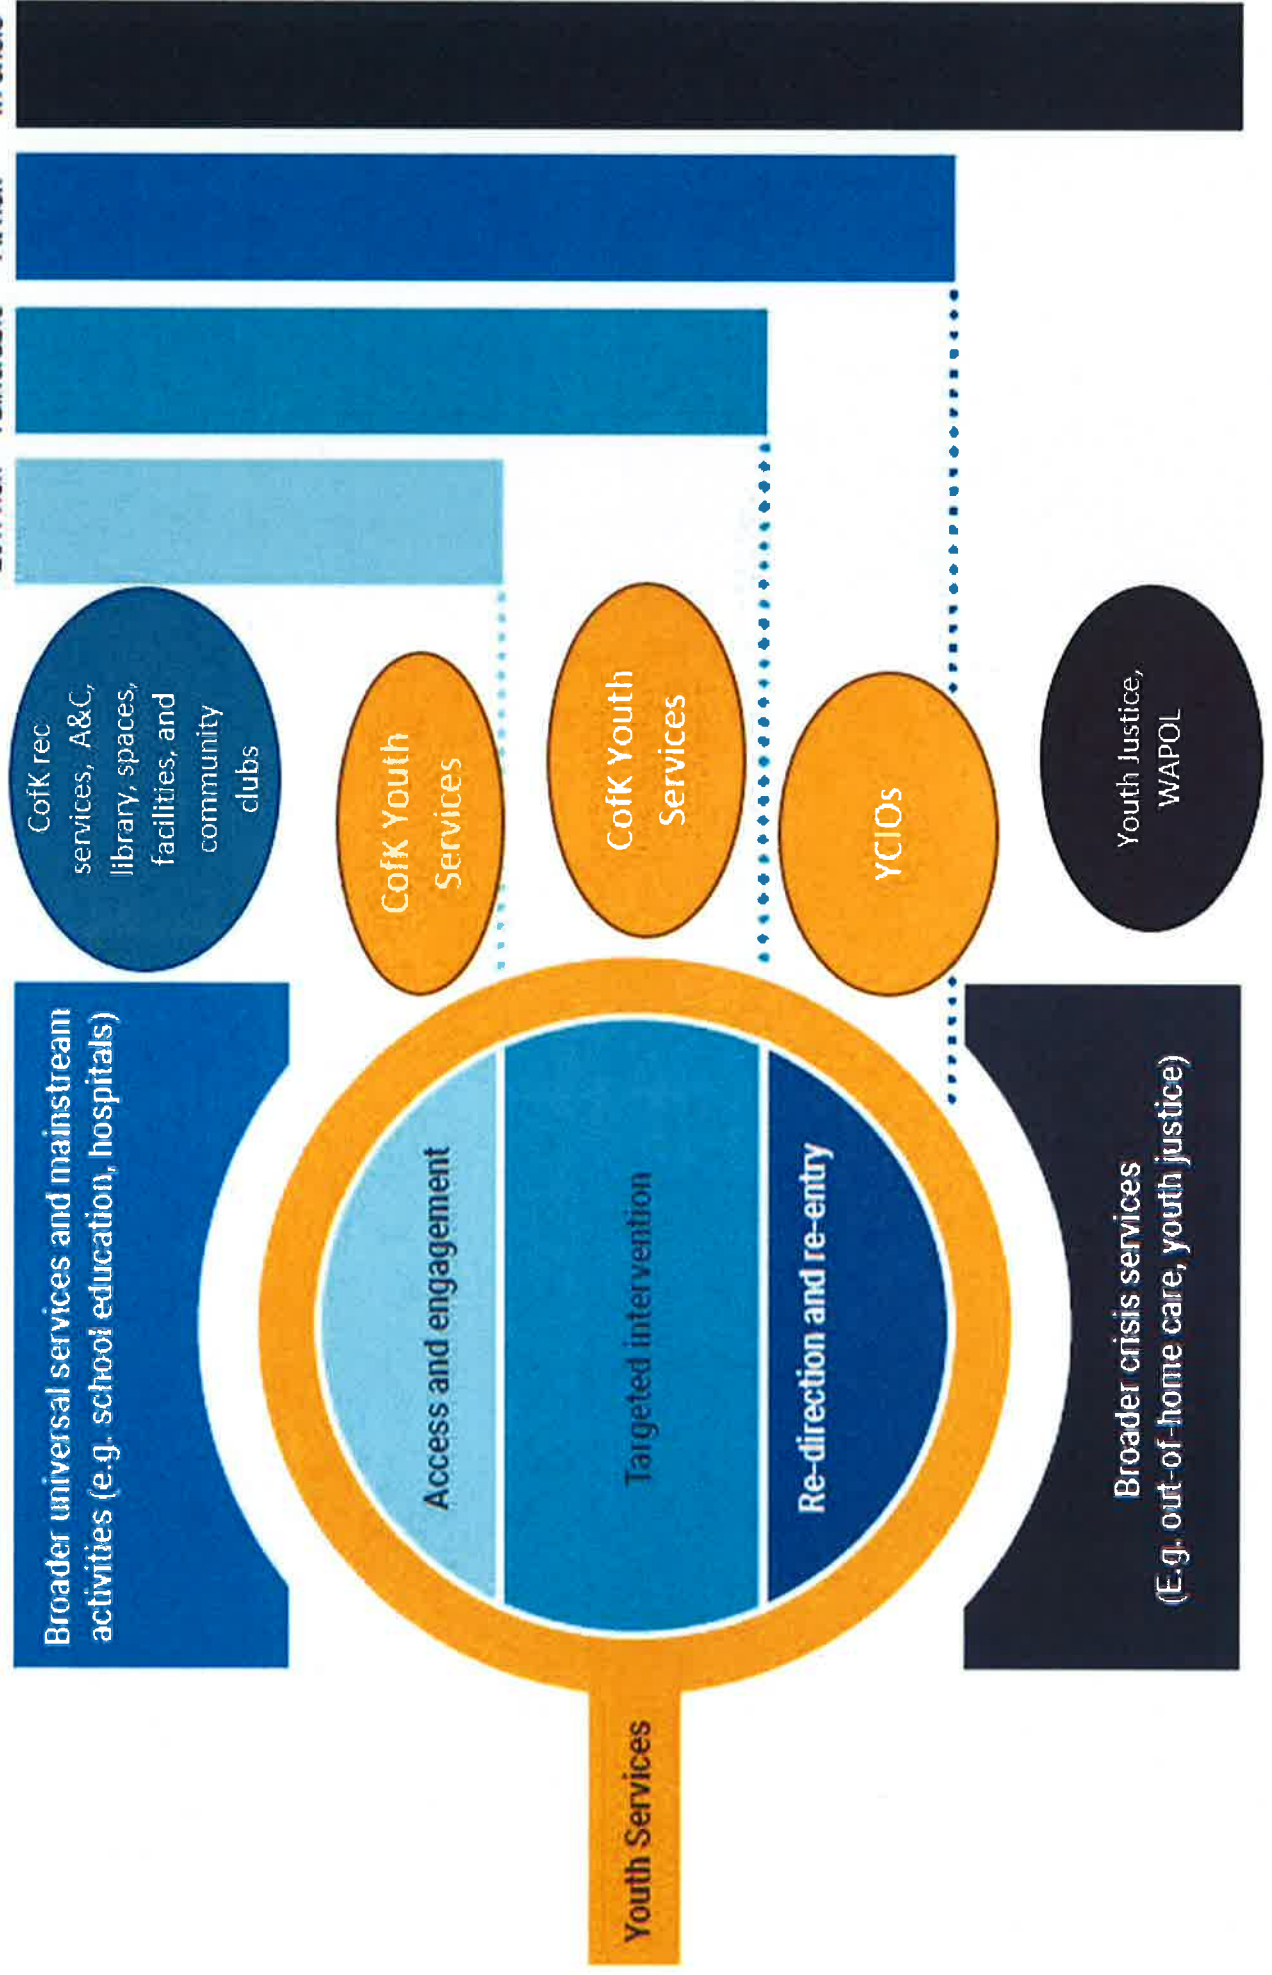 Broader universal services and mainstream
activities (e.g. school education, hospitals)
CofK rec
services, A&C,
library, spaces,
facilities, and
community
clubs
Access and engagement
CofK Youth
Services
Youth Services
Targeted intervention
CofK Youth
Services
Re-direction and re-entry
YCIOs
Broader crisis services
(E.g. out-of-home care, youth justice)
Youth Justice,
WAPOL